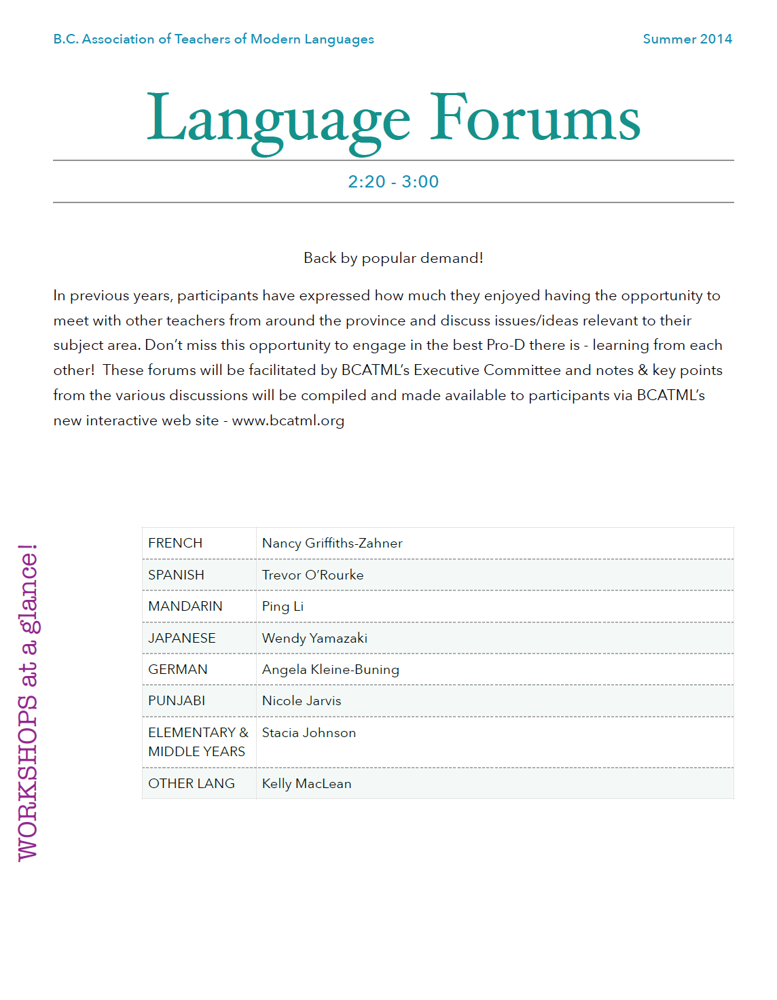 B.C. Association of Teachers of Modern Languages Summer 2014
Language Forums
2:20 - 3:00
Back by popular demand!
In previous years, participants have expressed how much they enjoyed having the opportunity to
meet with other teachers from around the province and discuss issues/ideas relevant to their
subject area. Don’t miss this opportunity to engage in the best Pro-D there is - learning from each
other!  These forums will be facilitated by BCATML’s Executive Committee and notes & key points
from the various discussions will be compiled and made available to participants via BCATML’s
new interactive web site - www.bcatml.org
WORKSHOPS at a glance!
FRENCH Nancy Griffiths-Zahner
SPANISH Trevor O’Rourke
MANDARIN Ping Li
JAPANESE Wendy Yamazaki
GERMAN Angela Kleine-Buning
PUNJABI Nicole Jarvis
ELEMENTARY & Stacia Johnson
MIDDLE YEARS
OTHER LANG Kelly MacLean